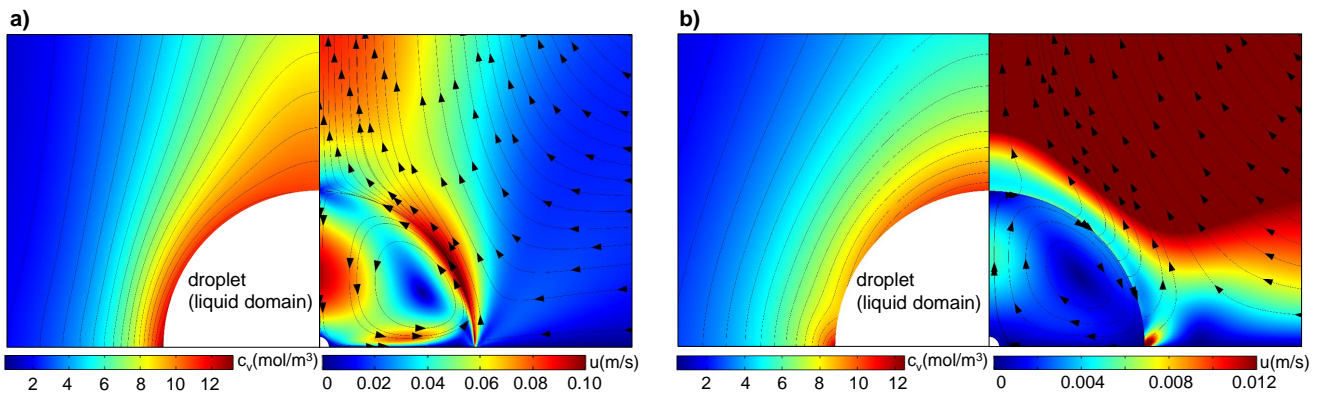 a)
b)
droplet
(liquid domain)
droplet
(liquid domain)
2 4 6 8 10 12 cᵥ(mol/m³)
0 0.02 0.04 0.06 0.08 0.10 u(m/s)
2 4 6 8 10 12 cᵥ(mol/m³)
0 0.004 0.008 0.012 u(m/s)